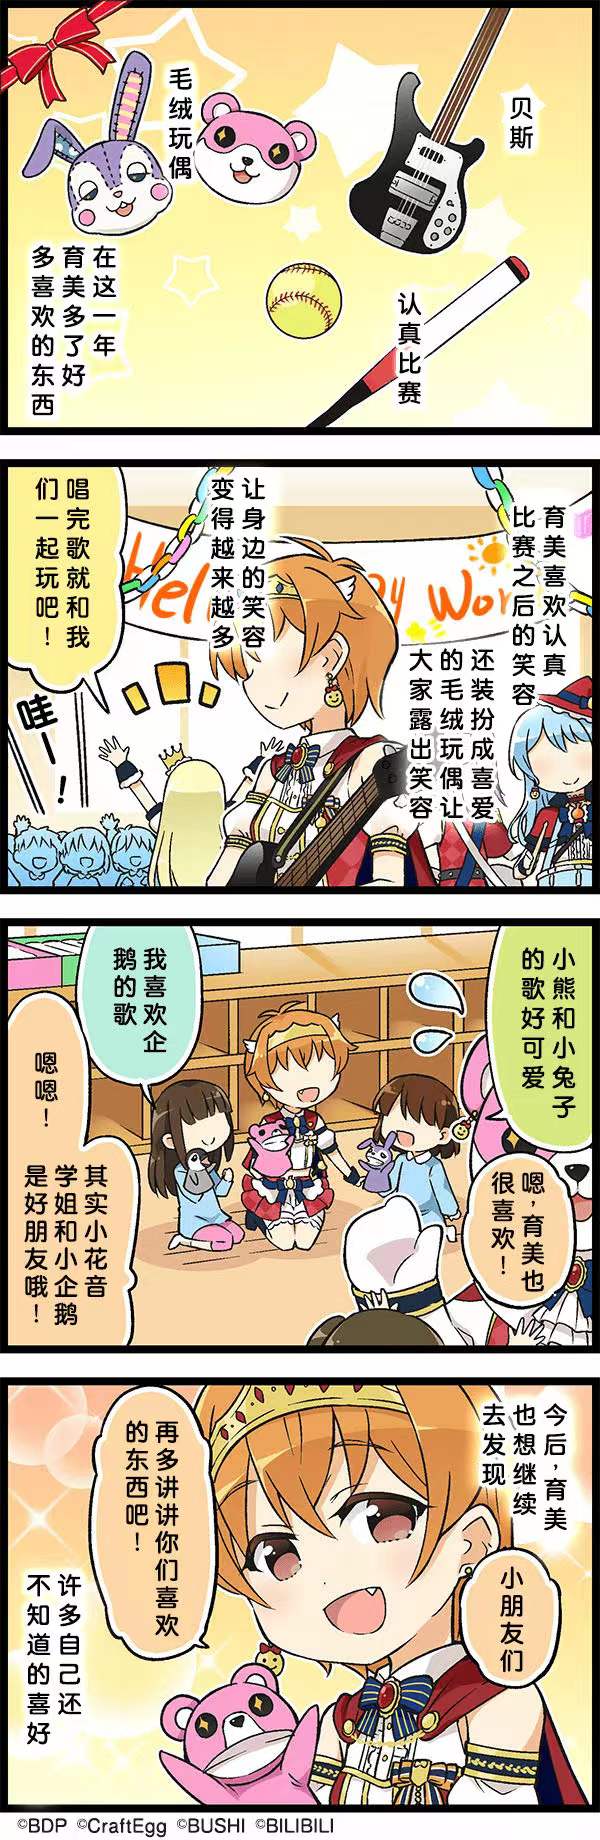 贝斯
毛绒玩偶
认真比赛
在这一年
育美多了好
多喜欢的东西
育美喜欢认真
比赛之后的笑容
还装扮成喜爱
的毛绒玩偶让
大家露出笑容
让身边的笑容
变得越来越多
唱完歌就和我
们一起玩吧！
哇——！
小熊和小兔子
的歌好可爱
嗯，育美也
很喜欢！
我喜欢企
鹅的歌
嗯嗯！
其实小花音
学姐和小企鹅
是好朋友哦！
今后，育美
也想继续
去发现
小朋友们
再多讲讲你们喜欢
的东西吧！
许多自己还
不知道的喜好
©BDP ©CraftEgg ©BUSHI ©BILIBILI